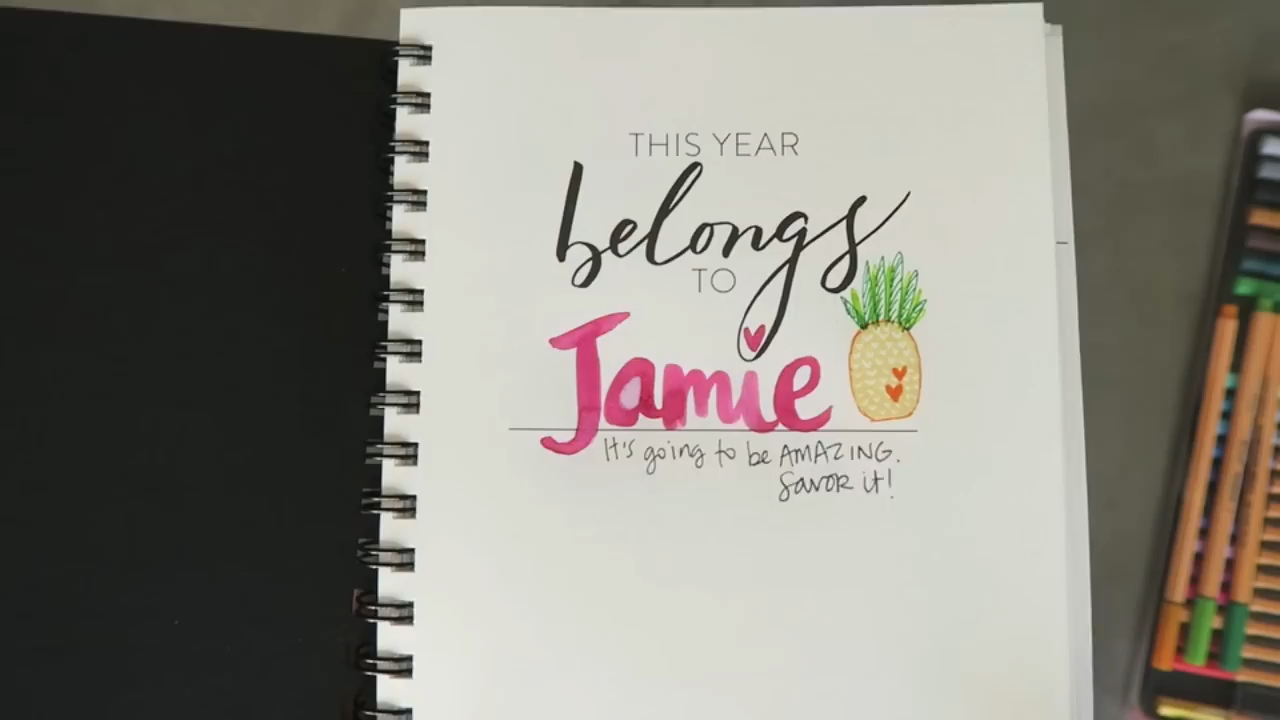 THIS YEAR
belongs
TO
Jamie
It's going to be AMAZING.
Savor it!